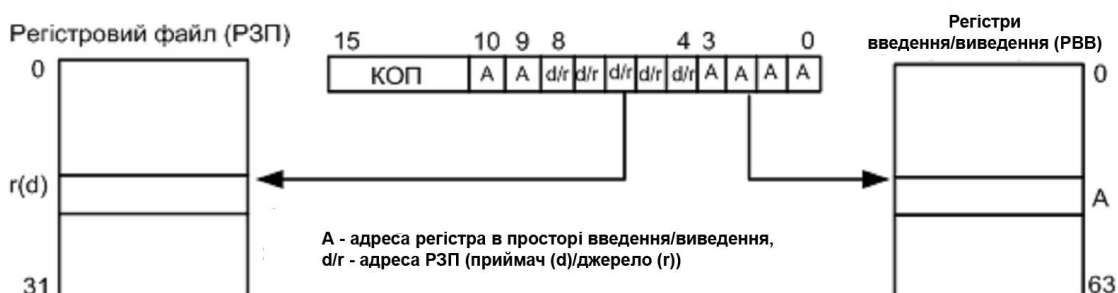 Регістровий файл (РЗП)
15 10 9 8 4 3 0
Регістри
введення/виведення (РВВ)
0
КОП А А d/r d/r d/r d/r d/r А А А А
0
r(d)
А
А - адреса регістра в просторі введення/виведення,
d/r - адреса РЗП (приймач (d)/джерело (r))
31
63